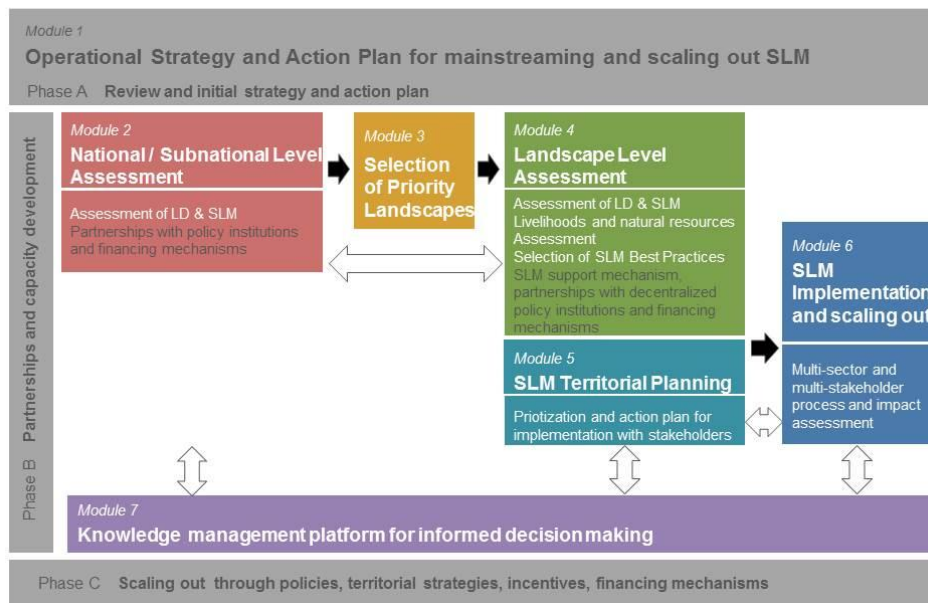 Module 1
Operational Strategy and Action Plan for mainstreaming and scaling out SLM
Phase A Review and initial strategy and action plan
Phase B Partnerships and capacity development
Module 2
National / Subnational Level
Assessment
Assessment of LD & SLM
Partnerships with policy institutions
and financing mechanisms
Module 3
Selection
of Priority
Landscapes
Module 4
Landscape Level
Assessment
Assessment of LD & SLM
Livelihoods and natural resources
Assessment
Selection of SLM Best Practices
SLM support mechanism,
partnerships with decentralized
policy institutions and financing
mechanisms
Module 5
SLM Territorial Planning
Priotization and action plan for
implementation with stakeholders
Module 6
SLM
Implementation
and scaling out
Multi-sector and
multi-stakeholder
process and impact
assessment
Module 7
Knowledge management platform for informed decision making
Phase C Scaling out through policies, territorial strategies, incentives, financing mechanisms